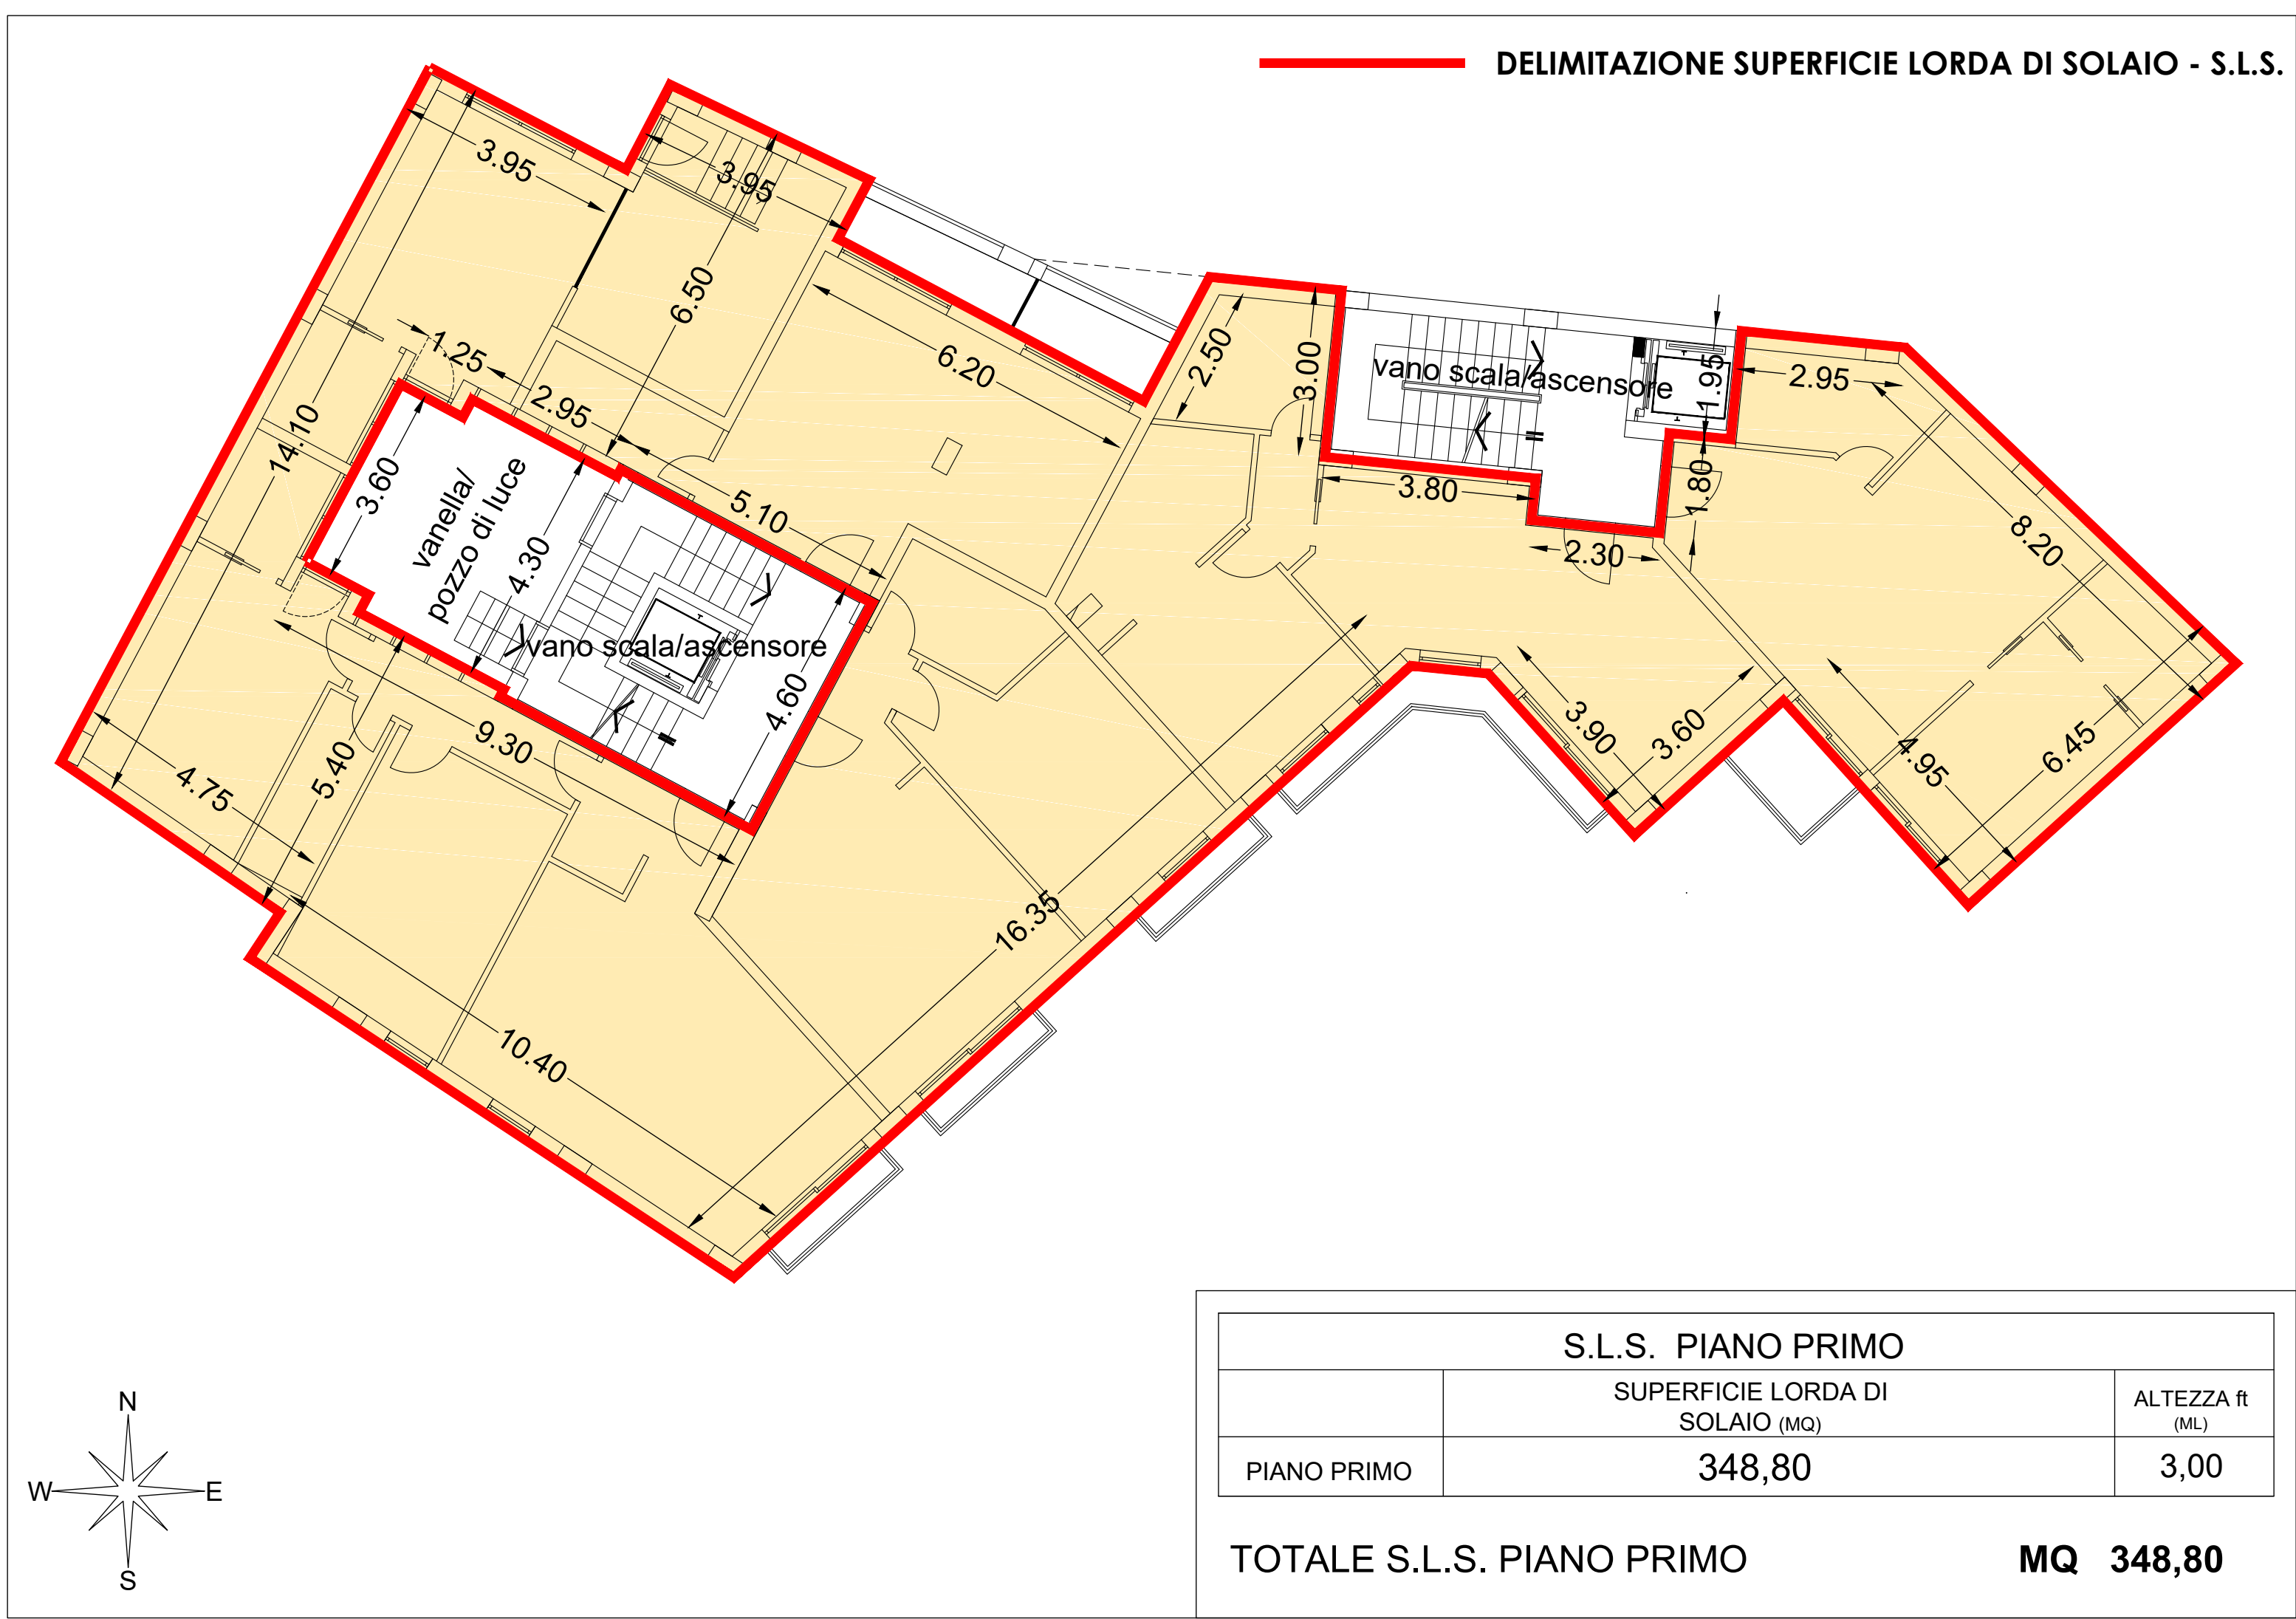 DELIMITAZIONE SUPERFICIE LORDA DI SOLAIO - S.L.S.
3.95
3.95
6.50
1.25
2.95
6.20
2.50
3.00
vano scala/ascensore
1.95
2.95
14.10
3.60
vanella/
pozzo di luce
4.30
5.10
3.80
1.80
2.30
8.20
vano scala/ascensore
4.60
9.30
5.40
4.75
3.90
3.60
4.95
6.45
16.35
10.40
N
W
E
S
S.L.S. PIANO PRIMO
SUPERFICIE LORDA DI
SOLAIO (MQ)
ALTEZZA ft
(ML)
PIANO PRIMO
348,80
3,00
TOTALE S.L.S. PIANO PRIMO MQ 348,80